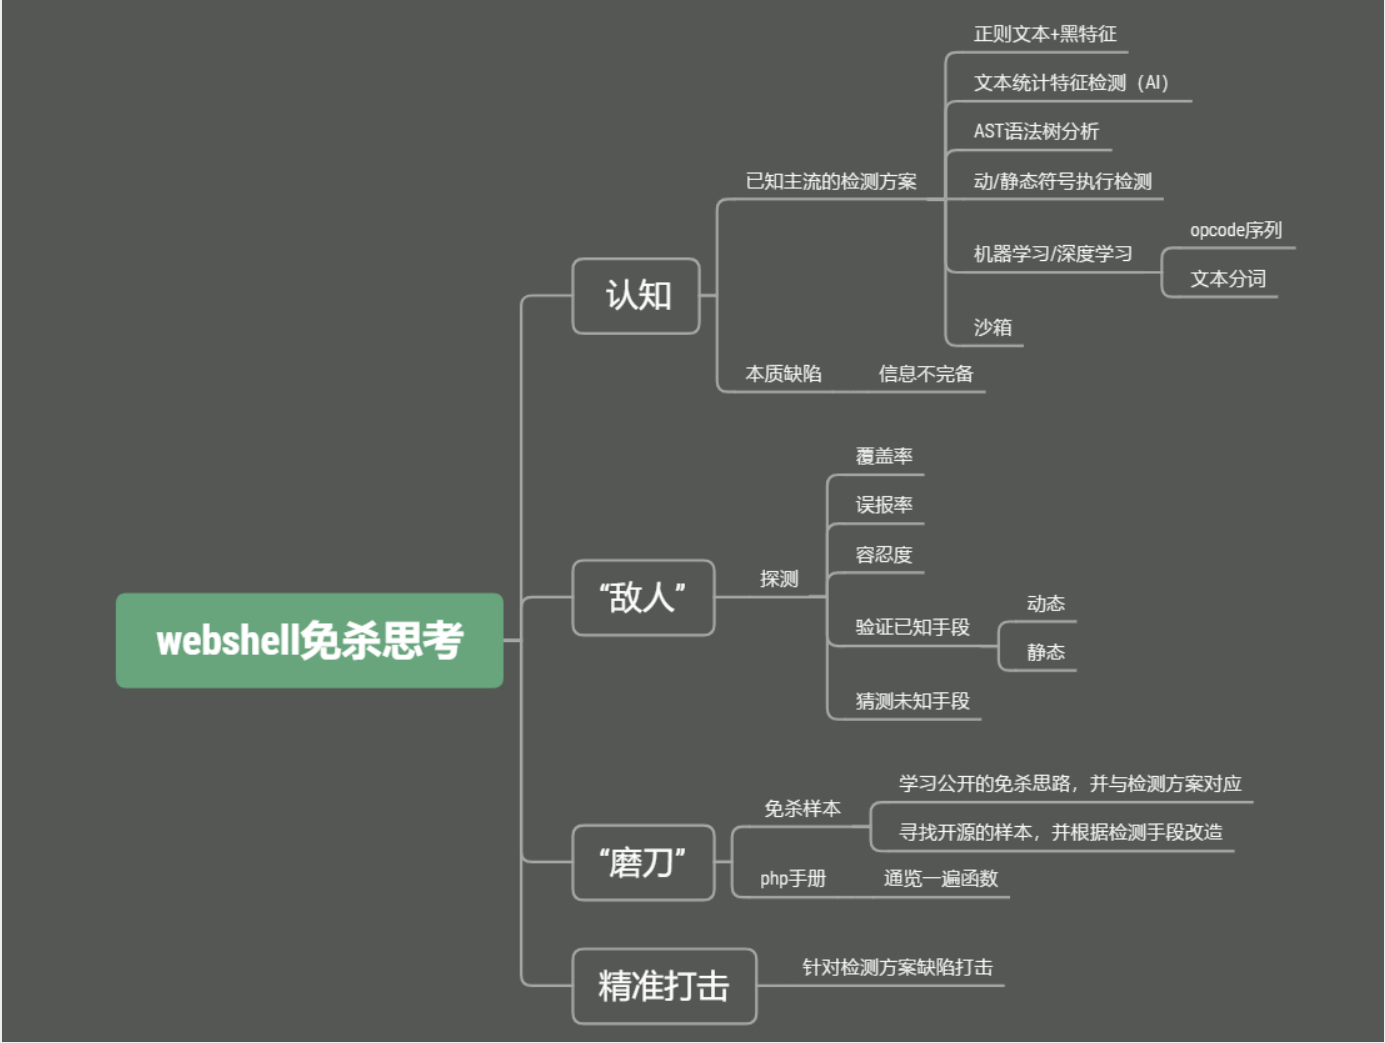 webshell免杀思考
认知
已知主流的检测方案
正则文本+黑特征
文本统计特征检测（AI）
AST语法树分析
动/静态符号执行检测
机器学习/深度学习
opcode序列
文本分词
沙箱
本质缺陷
信息不完备
“敌人”
探测
覆盖率
误报率
容忍度
验证已知手段
动态
静态
猜测未知手段
“磨刀”
免杀样本
学习公开的免杀思路，并与检测方案对应
寻找开源的样本，并根据检测手段改造
php手册
通览一遍函数
精准打击
针对检测方案缺陷打击